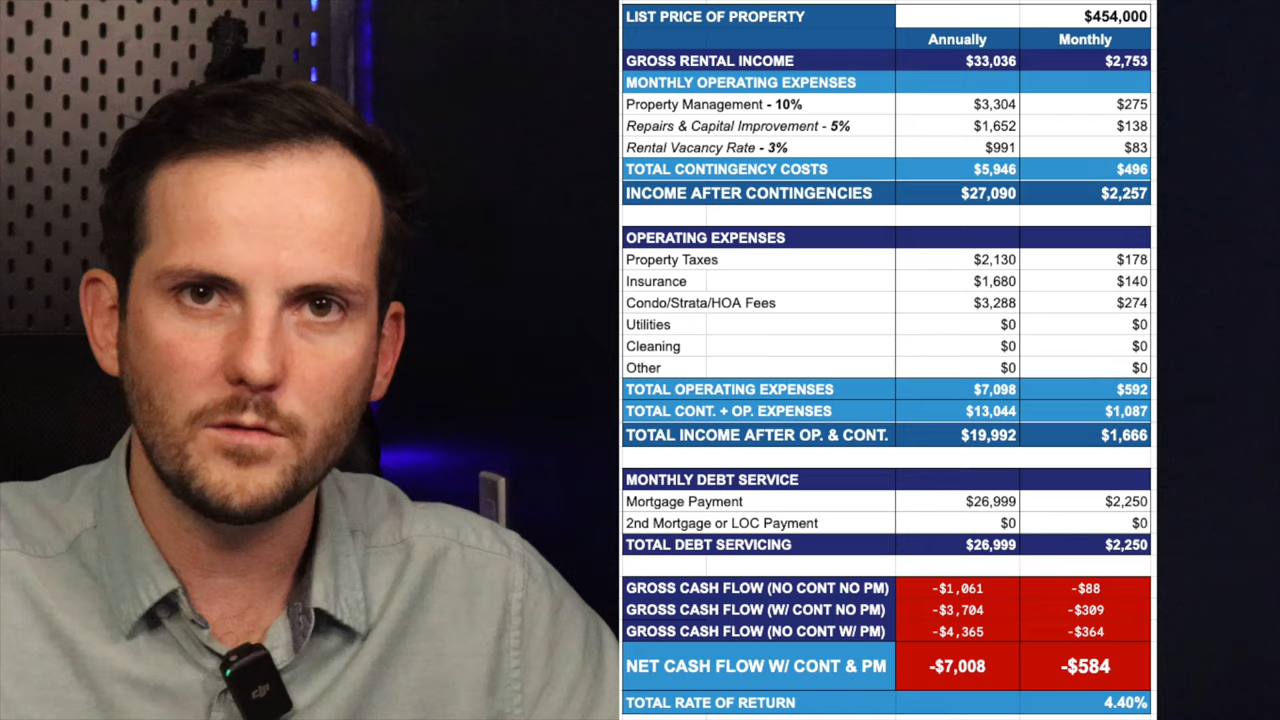 LIST PRICE OF PROPERTY $454,000
Annually Monthly
GROSS RENTAL INCOME $33,036 $2,753
MONTHLY OPERATING EXPENSES
Property Management - 10% $3,304 $275
Repairs & Capital Improvement - 5% $1,652 $138
Rental Vacancy Rate - 3% $991 $83
TOTAL CONTINGENCY COSTS $5,946 $496
INCOME AFTER CONTINGENCIES $27,090 $2,257
OPERATING EXPENSES
Property Taxes $2,130 $178
Insurance $1,680 $140
Condo/Strata/HOA Fees $3,288 $274
Utilities $0 $0
Cleaning $0 $0
Other $0 $0
TOTAL OPERATING EXPENSES $7,098 $592
TOTAL CONT. + OP. EXPENSES $13,044 $1,087
TOTAL INCOME AFTER OP. & CONT. $19,992 $1,666
MONTHLY DEBT SERVICE
Mortgage Payment $26,999 $2,250
2nd Mortgage or LOC Payment $0 $0
TOTAL DEBT SERVICING $26,999 $2,250
GROSS CASH FLOW (NO CONT NO PM) -$1,061 -$88
GROSS CASH FLOW (W/ CONT NO PM) -$3,704 -$309
GROSS CASH FLOW (NO CONT W/ PM) -$4,365 -$364
NET CASH FLOW W/ CONT & PM -$7,008 -$584
TOTAL RATE OF RETURN 4.40%
dji